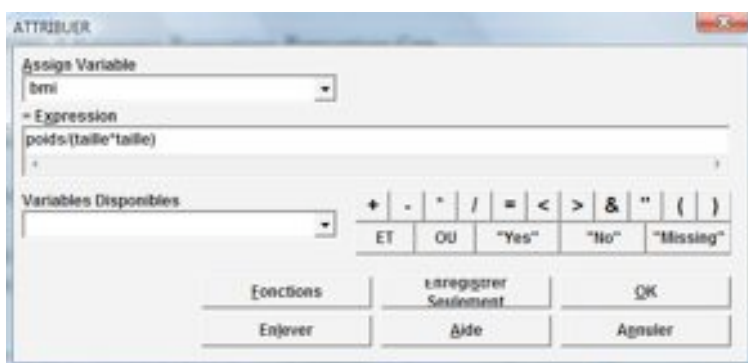 ATTRIBUER
Assign Variable
bmi
= Expression
poids/(taille*taille)
Variables Disponibles
+ - * / = < > & " ( )
ET OU "Yes" "No" "Missing"
Fonctions Enregistrer Seulement OK
Enlever Aide Annuler